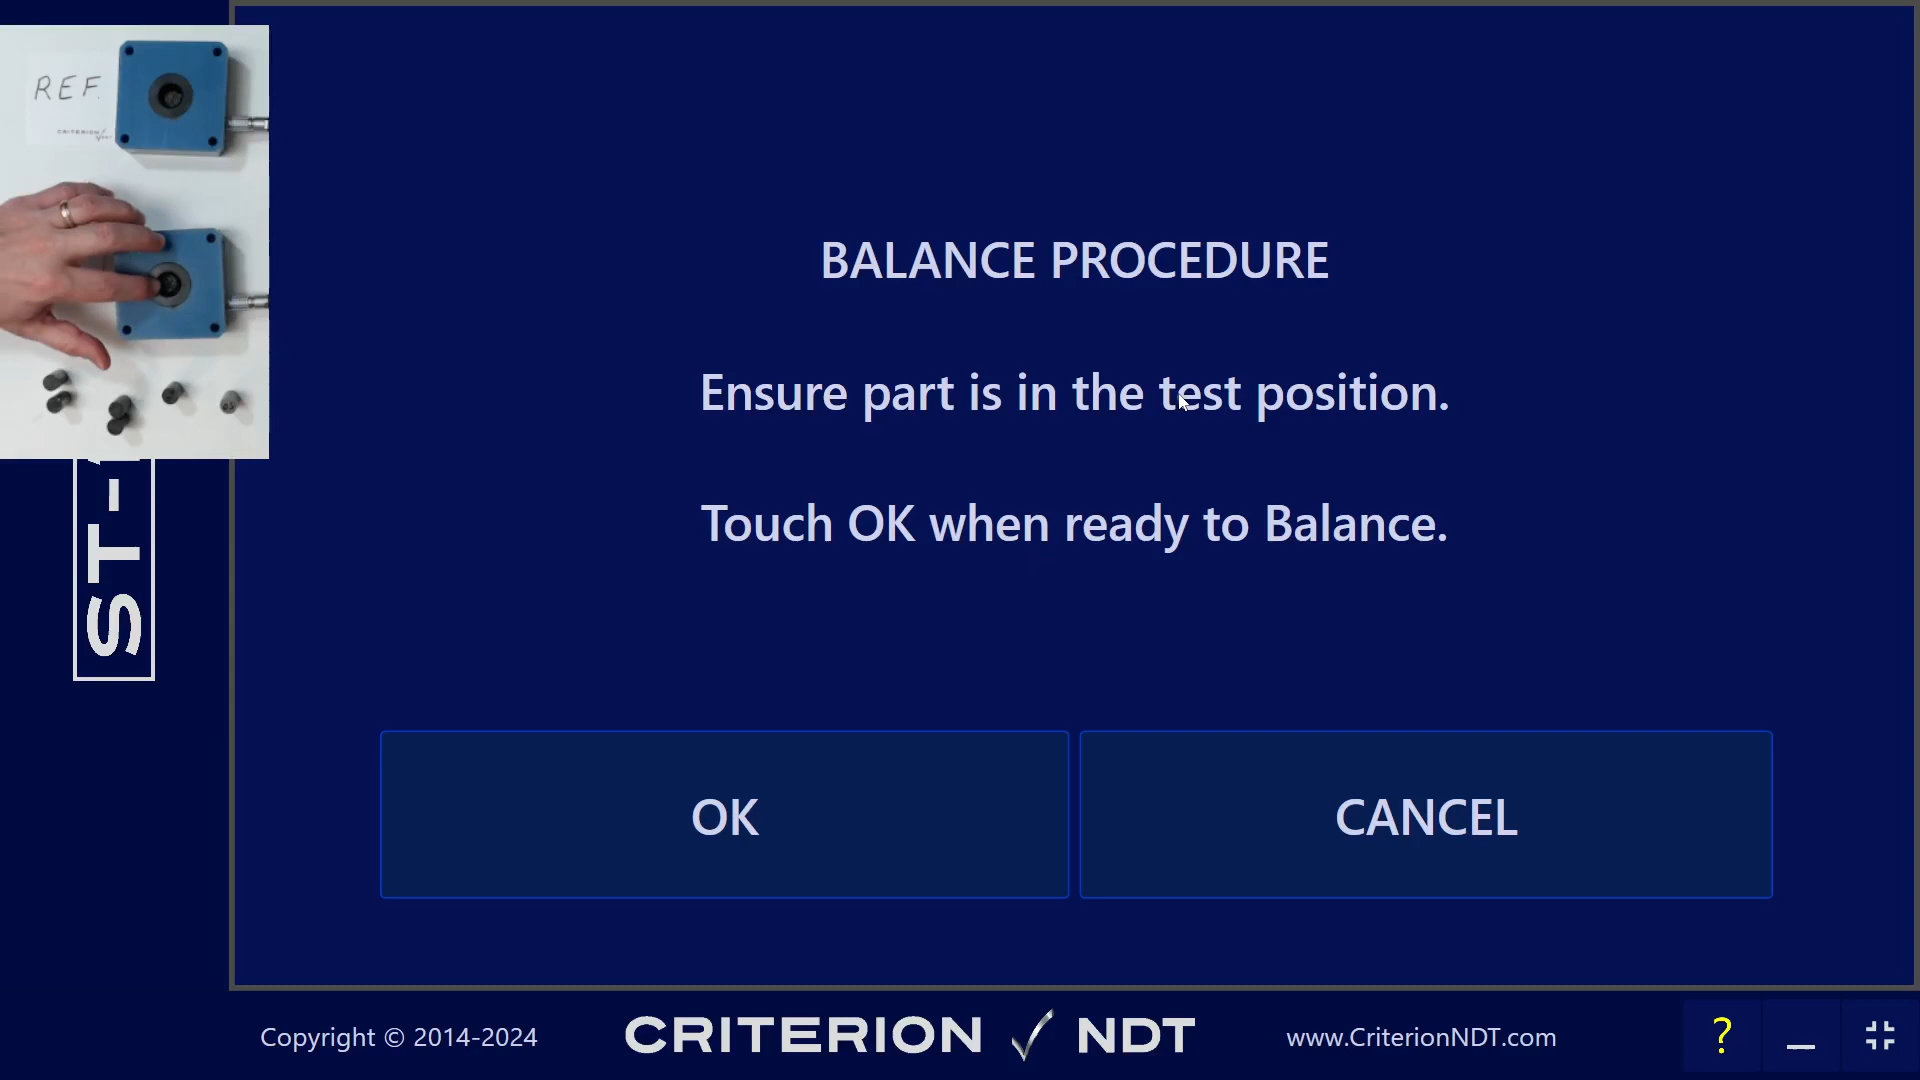 REF.
CRITERION
ST-
BALANCE PROCEDURE
Ensure part is in the test position.
Touch OK when ready to Balance.
OK
CANCEL
Copyright © 2014-2024
CRITERION NDT
www.CriterionNDT.com
?